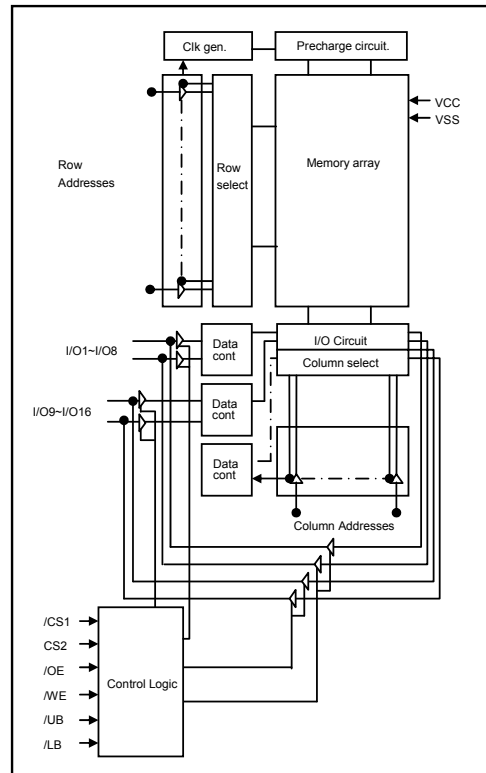 Clk gen.
Precharge circuit.
VCC
VSS
Row
Addresses
Row
select
Memory array
I/O1~I/O8
Data
cont
I/O Circuit
Column select
I/O9~I/O16
Data
cont
Data
cont
Column Addresses
/CS1
CS2
/OE
/WE
/UB
/LB
Control Logic